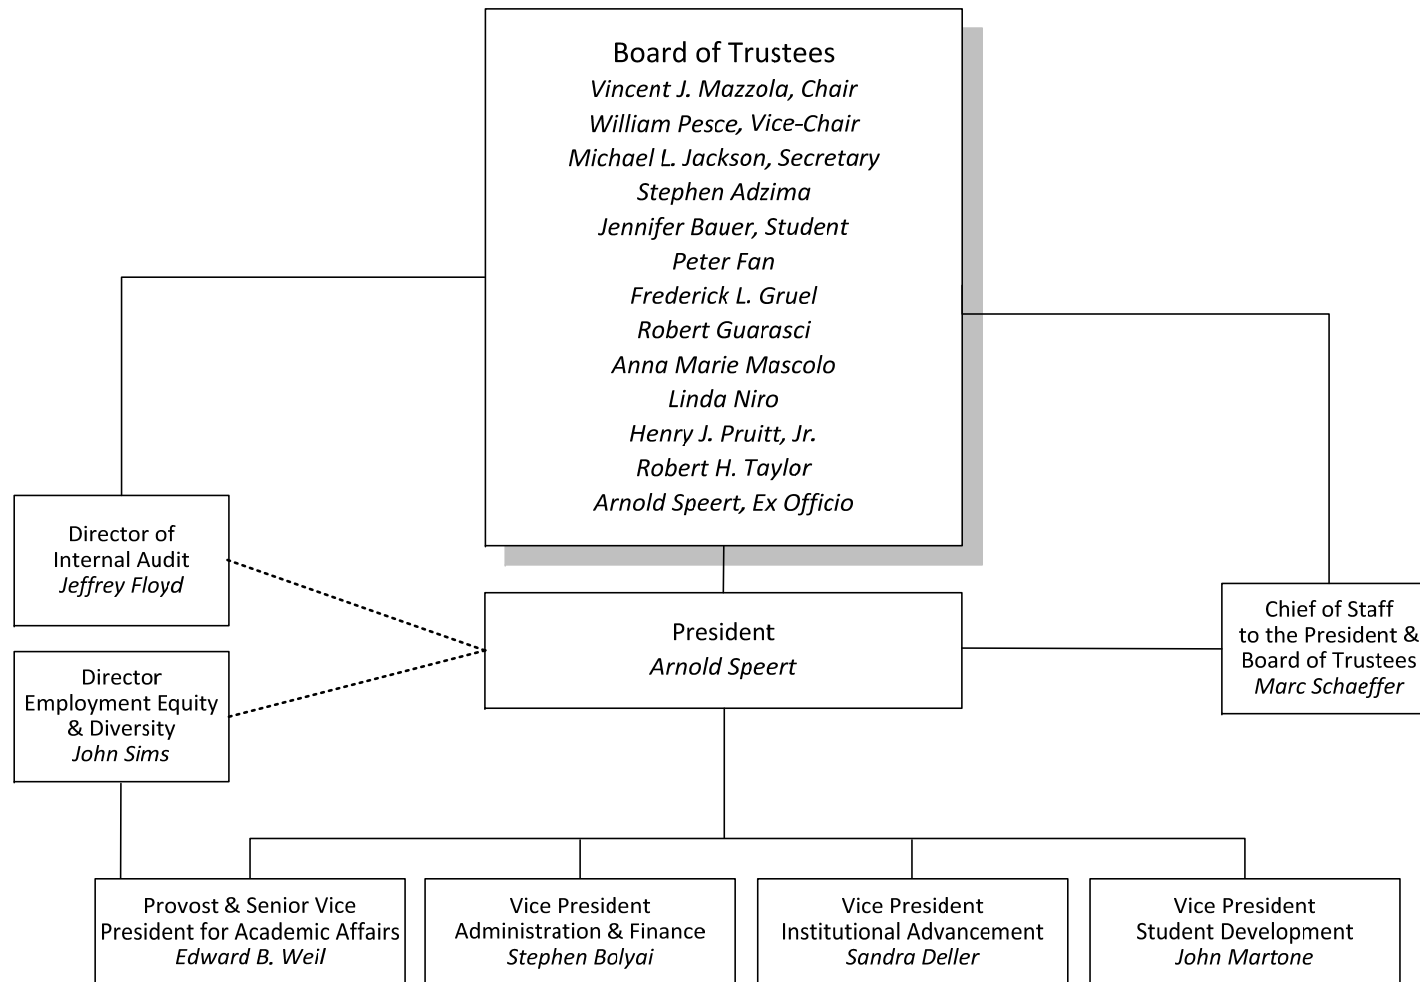 Board of Trustees
Vincent J. Mazzola, Chair
William Pesce, Vice-Chair
Michael L. Jackson, Secretary
Stephen Adzima
Jennifer Bauer, Student
Peter Fan
Frederick L. Gruel
Robert Guarasci
Anna Marie Mascolo
Linda Niro
Henry J. Pruitt, Jr.
Robert H. Taylor
Arnold Speert, Ex Officio
Director of
Internal Audit
Jeffrey Floyd
President
Arnold Speert
Chief of Staff
to the President &
Board of Trustees
Marc Schaeffer
Director
Employment Equity
& Diversity
John Sims
Provost & Senior Vice
President for Academic Affairs
Edward B. Weil
Vice President
Administration & Finance
Stephen Bolyai
Vice President
Institutional Advancement
Sandra Deller
Vice President
Student Development
John Martone